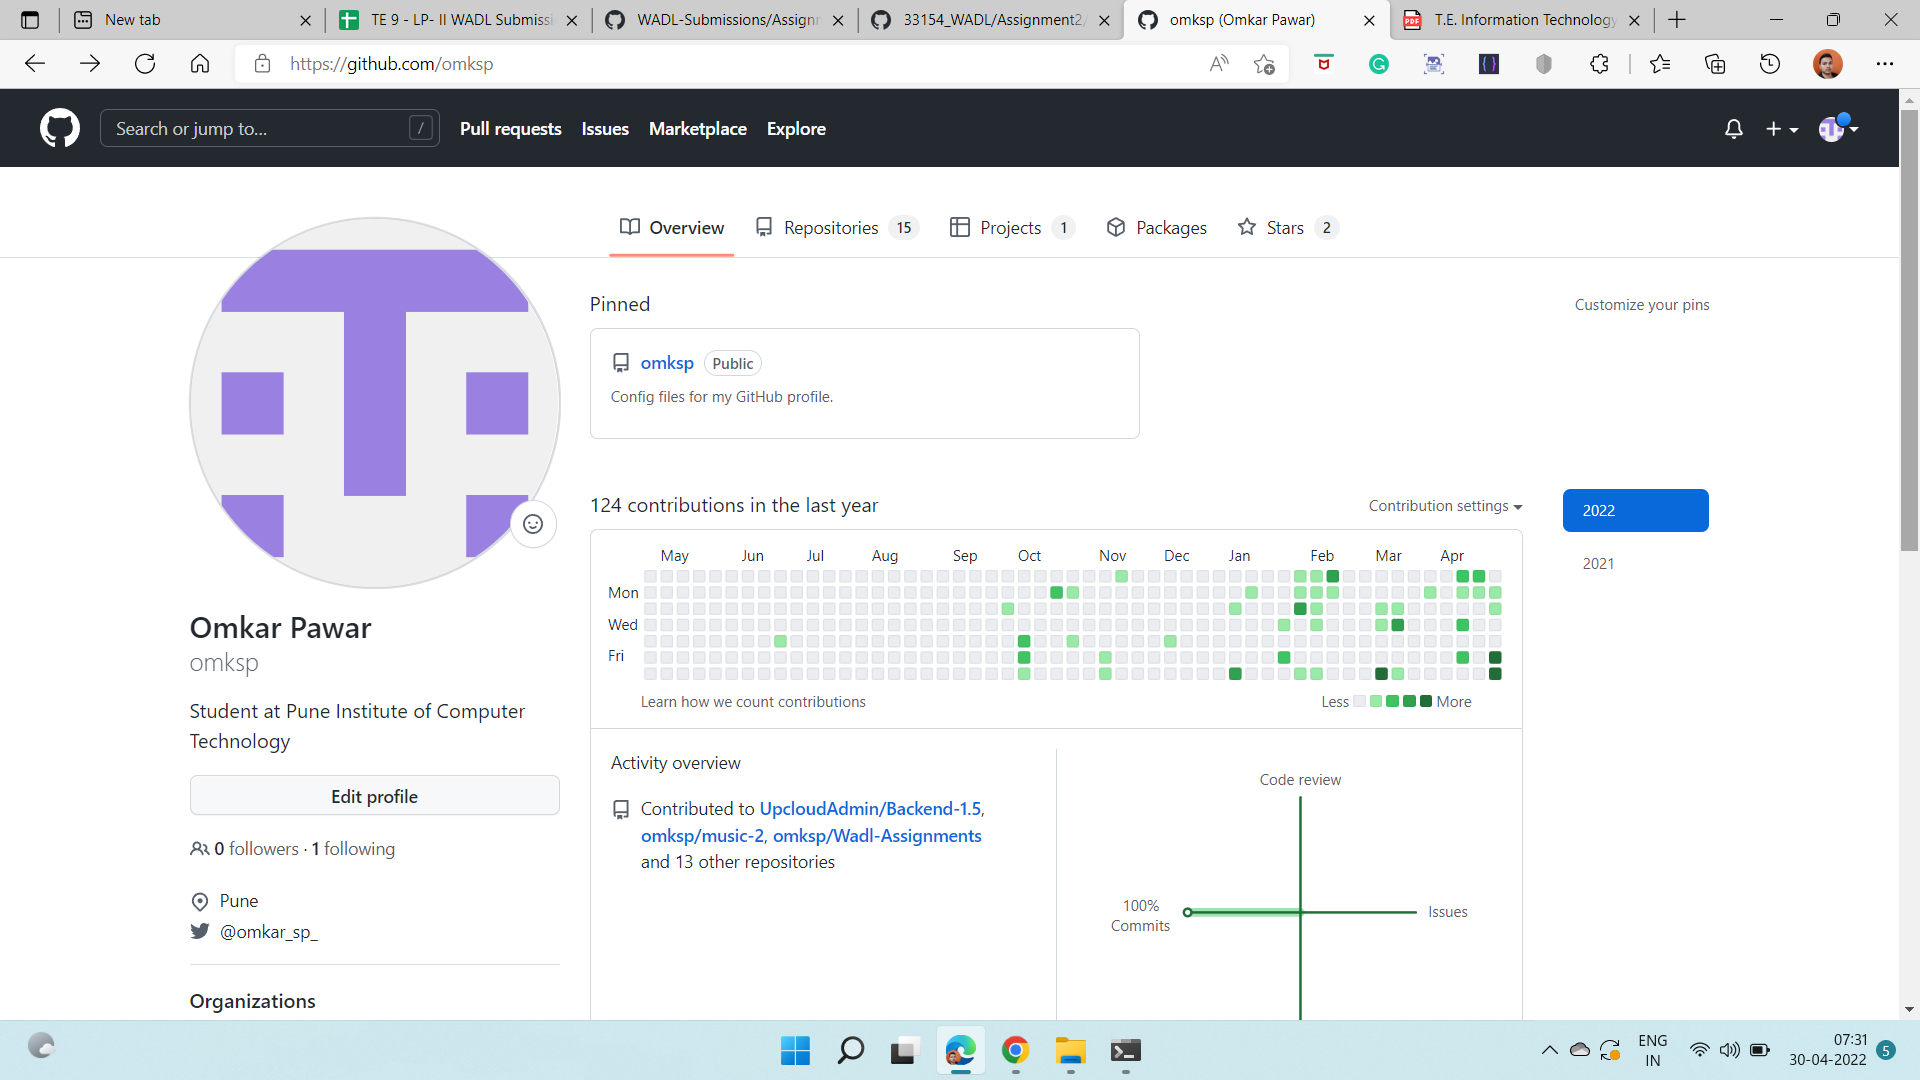 New tab
TE 9 - LP- II WADL Submissi
WADL-Submissions/Assignm
33154_WADL/Assignment2/
omksp (Omkar Pawar)
T.E. Information Technology
https://github.com/omksp
Search or jump to...
/
Pull requests
Issues
Marketplace
Explore
Overview
Repositories 15
Projects 1
Packages
Stars 2
Pinned
Customize your pins
omksp Public
Config files for my GitHub profile.
124 contributions in the last year
Contribution settings
2022
2021
May Jun Jul Aug Sep Oct Nov Dec Jan Feb Mar Apr
Mon
Wed
Fri
Learn how we count contributions
Less More
Omkar Pawar
omksp
Student at Pune Institute of Computer
Technology
Edit profile
0 followers · 1 following
Pune
@omkar_sp_
Organizations
Activity overview
Contributed to UpcloudAdmin/Backend-1.5,
omksp/music-2, omksp/Wadl-Assignments
and 13 other repositories
Code review
100%
Commits
Issues
ENG
IN
07:31
30-04-2022
5